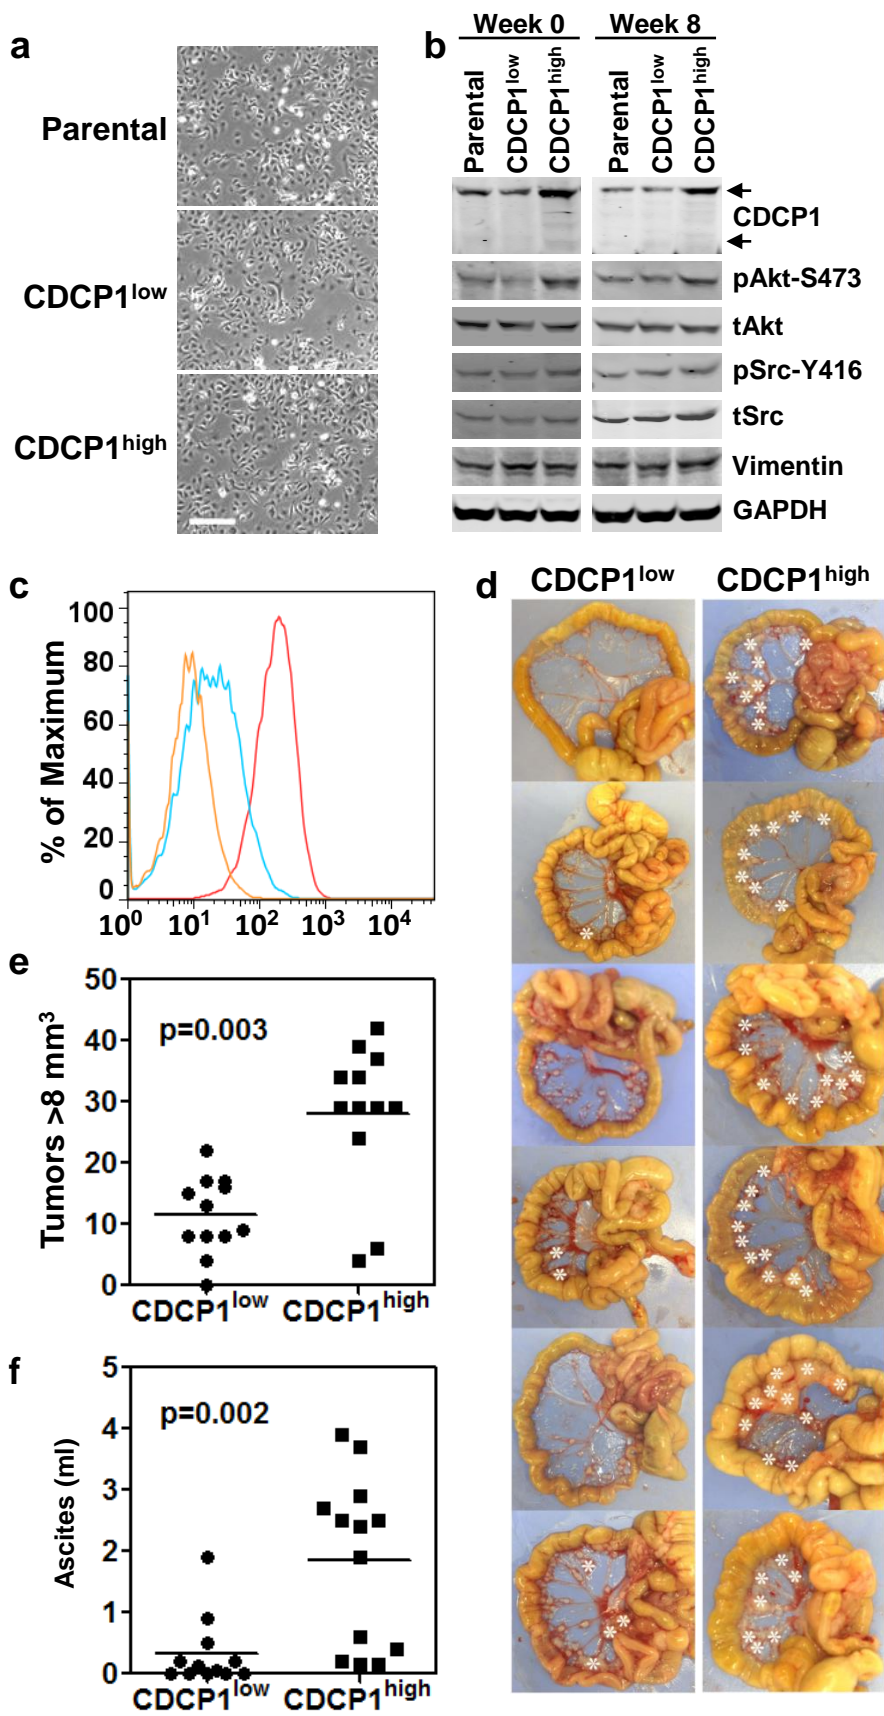 a
Parental
CDCP1low
CDCP1high
b
Week 0 Week 8
Parental CDCP1low CDCP1high Parental CDCP1low CDCP1high
CDCP1
pAkt-S473
tAkt
pSrc-Y416
tSrc
Vimentin
GAPDH
c
% of Maximum
100
80
60
40
20
0
10⁰ 10¹ 10² 10³ 10⁴
d
CDCP1low CDCP1high
e
Tumors >8 mm³
50
40
30
20
10
0
p=0.003
CDCP1low CDCP1high
f
Ascites (ml)
5
4
3
2
1
0
p=0.002
CDCP1low CDCP1high